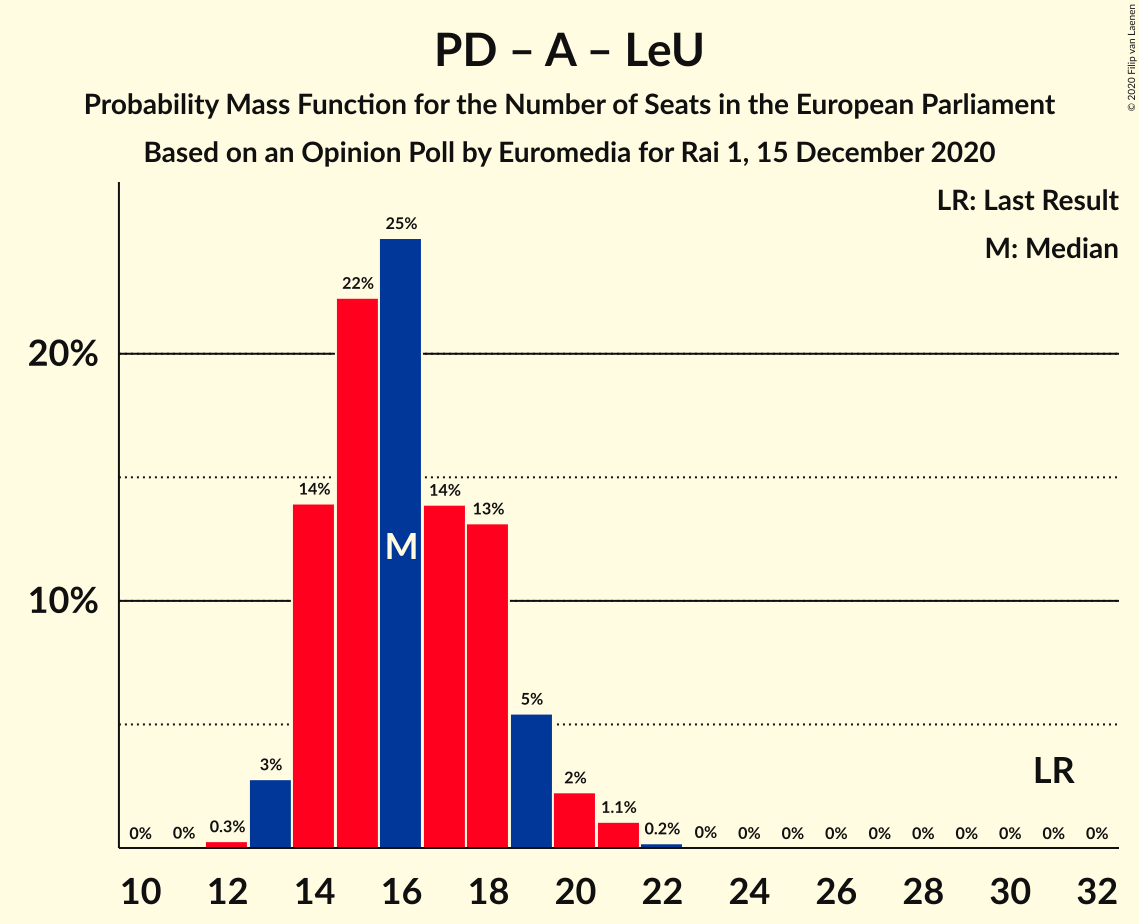 PD – A – LeU
Probability Mass Function for the Number of Seats in the European Parliament
Based on an Opinion Poll by Euromedia for Rai 1, 15 December 2020
© 2020 Filip van Laenen
LR: Last Result
M: Median
20%
10%
0% 0% 0.3% 3% 14% 22% 25% 14% 13% 5% 2% 1.1% 0.2% 0% 0% 0% 0% 0% 0% 0% 0% 0% 0%
M
LR
10 12 14 16 18 20 22 24 26 28 30 32